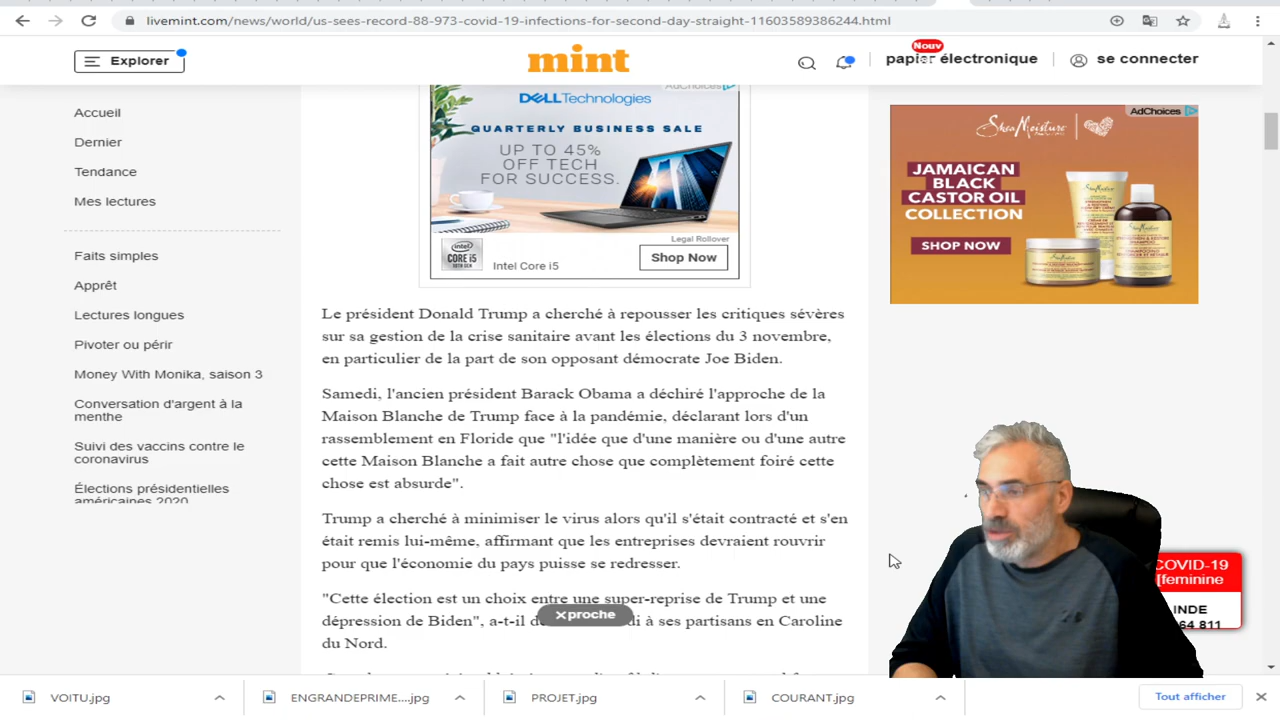 livemint.com/news/world/us-sees-record-88-973-covid-19-infections-for-second-day-straight-11603589386244.html
Explorer
mint
Nouv
papier électronique
se connecter
Accueil
Dernier
Tendance
Mes lectures
Faits simples
Apprêt
Lectures longues
Pivoter ou périr
Money With Monika, saison 3
Conversation d'argent à la
menthe
Suivi des vaccins contre le
coronavirus
Élections présidentielles
américaines 2020
AdChoices
DELLTechnologies
QUARTERLY BUSINESS SALE
UP TO 45%
OFF TECH
FOR SUCCESS.
Legal Rollover
intel
CORE i5
10TH GEN
Intel Core i5
Shop Now
Le président Donald Trump a cherché à repousser les critiques sévères
sur sa gestion de la crise sanitaire avant les élections du 3 novembre,
en particulier de la part de son opposant démocrate Joe Biden.
Samedi, l'ancien président Barack Obama a déchiré l'approche de la
Maison Blanche de Trump face à la pandémie, déclarant lors d'un
rassemblement en Floride que "l'idée que d'une manière ou d'une autre
cette Maison Blanche a fait autre chose que complètement foiré cette
chose est absurde".
Trump a cherché à minimiser le virus alors qu'il s'était contracté et s'en
était remis lui-même, affirmant que les entreprises devraient rouvrir
pour que l'économie du pays puisse se redresser.
"Cette élection est un choix entre une super-reprise de Trump et une
dépression de Biden", a-t-il à ses partisans en Caroline
du Nord.
proche
AdChoices
SheaMoisture
JAMAICAN
BLACK
CASTOR OIL
COLLECTION
SHOP NOW
COVID-19
[feminine
INDE
64 811
VOITU.jpg
ENGRANDEPRIME....jpg
PROJET.jpg
COURANT.jpg
Tout afficher